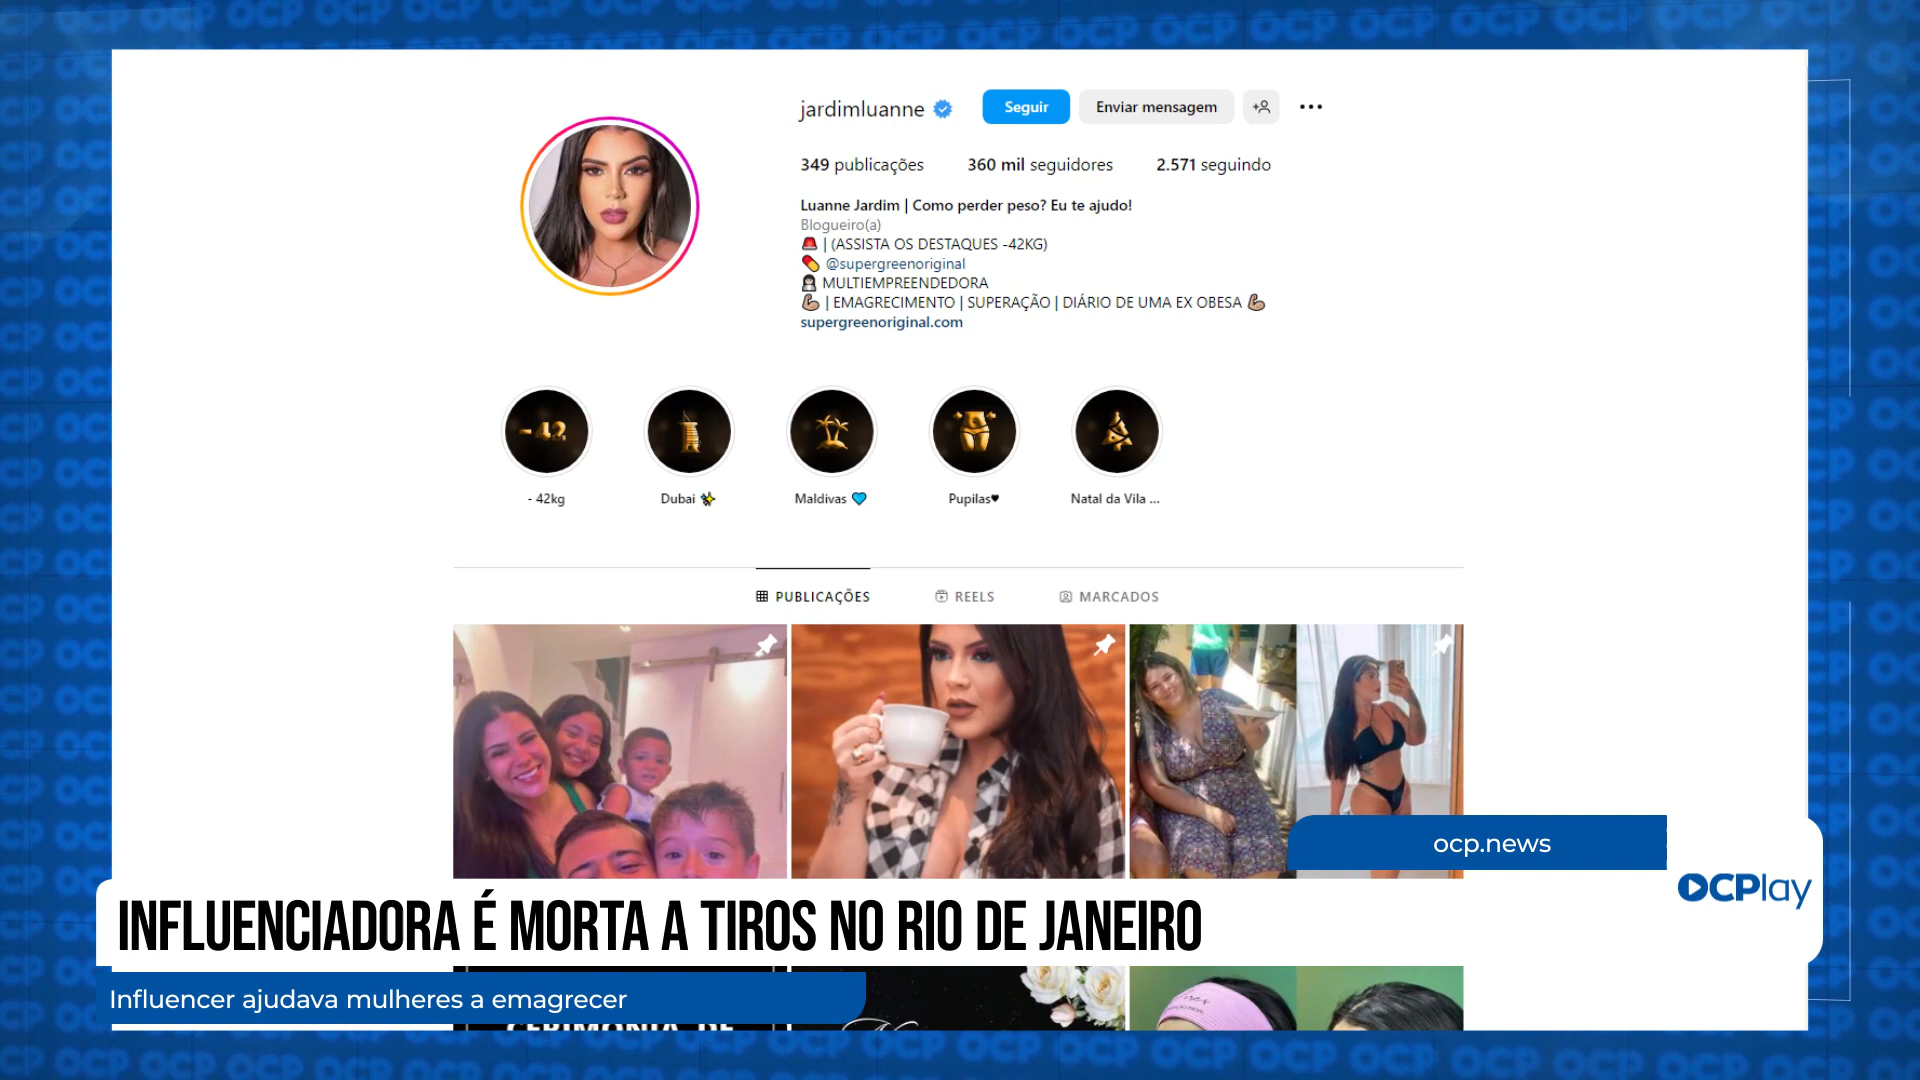 jardimluanne
Seguir
Enviar mensagem
349 publicações
360 mil seguidores
2.571 seguindo
Luanne Jardim | Como perder peso? Eu te ajudo!
Blogueiro(a)
🚨 | (ASSISTA OS DESTAQUES -42KG)
💊 @supergreenoriginal
MULTIEMPREENDEDORA
💪🏽 | EMAGRECIMENTO | SUPERAÇÃO | DIÁRIO DE UMA EX OBESA 💪🏽
supergreenoriginal.com
-42
- 42kg
Dubai ✨
Maldivas 🩵
Pupilas♥
Natal da Vila ...
PUBLICAÇÕES
REELS
MARCADOS
ocp.news
OCPlay
INFLUENCIADORA É MORTA A TIROS NO RIO DE JANEIRO
Influencer ajudava mulheres a emagrecer
CERIMÔNIA DE